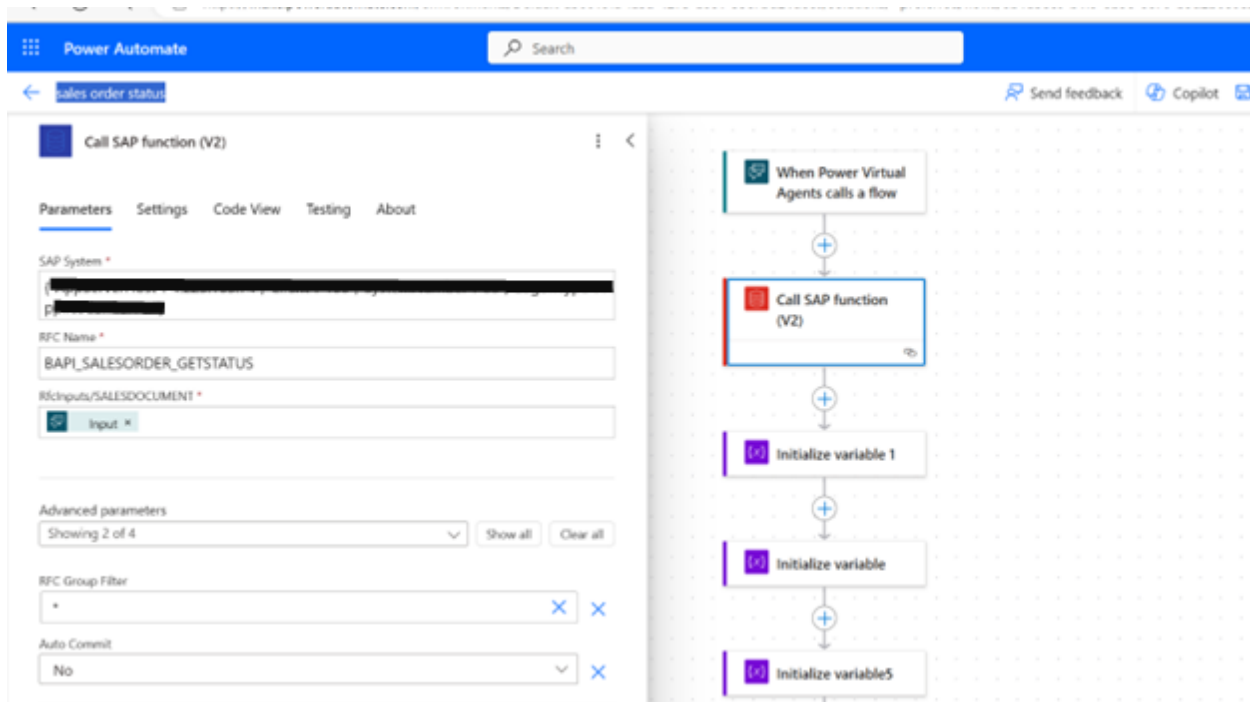 Power Automate
Search
sales order status
Send feedback
Copilot
Call SAP function (V2)
Parameters
Settings
Code View
Testing
About
SAP System *
RFC Name *
BAPI_SALESORDER_GETSTATUS
RfcInputs/SALESDOCUMENT *
Input ×
Advanced parameters
Showing 2 of 4
Show all
Clear all
RFC Group Filter
*
Auto Commit
No
When Power Virtual
Agents calls a flow
Call SAP function
(V2)
Initialize variable 1
Initialize variable
Initialize variable5